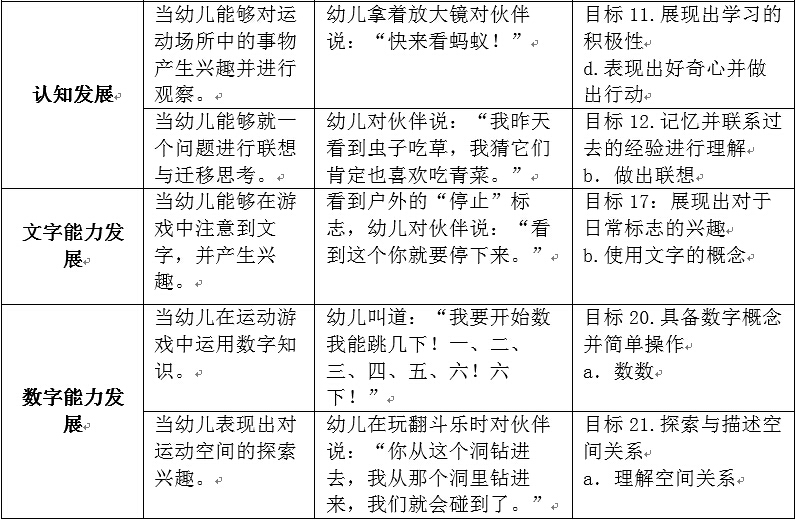 认知发展
当幼儿能够对运
动场所中的事物
产生兴趣并进行
观察。
幼儿拿着放大镜对伙伴
说：“快来看蚂蚁！”
目标 11.展现出学习的
积极性
d.表现出好奇心并做
出行动
当幼儿能够就一
个问题进行联想
与迁移思考。
幼儿对伙伴说：“我昨天
看到虫子吃草，我猜它们
肯定也喜欢吃青菜。”
目标 12.记忆并联系过
去的经验进行理解
b．做出联想
文字能力发
展
当幼儿能够在游
戏中注意到文
字，并产生兴
趣。
看到户外的“停止”标
志，幼儿对伙伴说：“看
到这个你就要停下来。”
目标 17：展现出对于
日常标志的兴趣
b.使用文字的概念
数字能力发
展
当幼儿在运动游
戏中运用数字知
识。
幼儿叫道：“我要开始数
我能跳几下！一、二、
三、四、五、六！六
下！”
目标 20.具备数字概念
并简单操作
a．数数
当幼儿表现出对
运动空间的探索
兴趣。
幼儿在玩翻斗乐时对伙伴
说：“你从这个洞钻进
去，我从那个洞里钻进
来，我们就会碰到了。”
目标 21.探索与描述空
间关系
a．理解空间关系